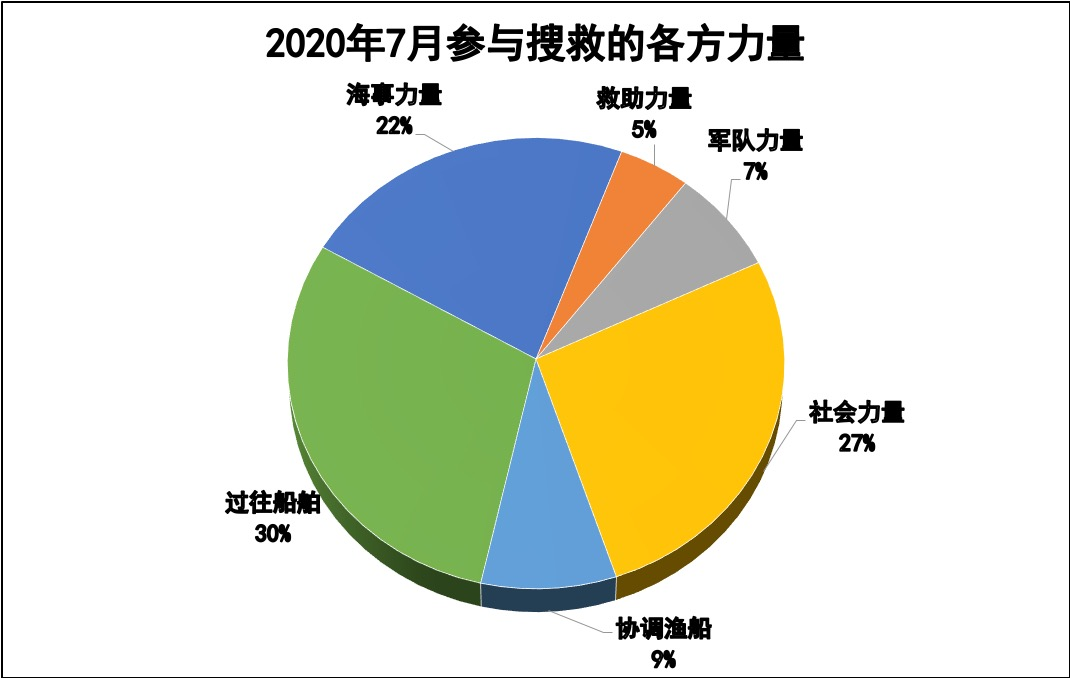 2020年7月参与搜救的各方力量
海事力量
22%
救助力量
5%
军队力量
7%
社会力量
27%
过往船舶
30%
协调渔船
9%